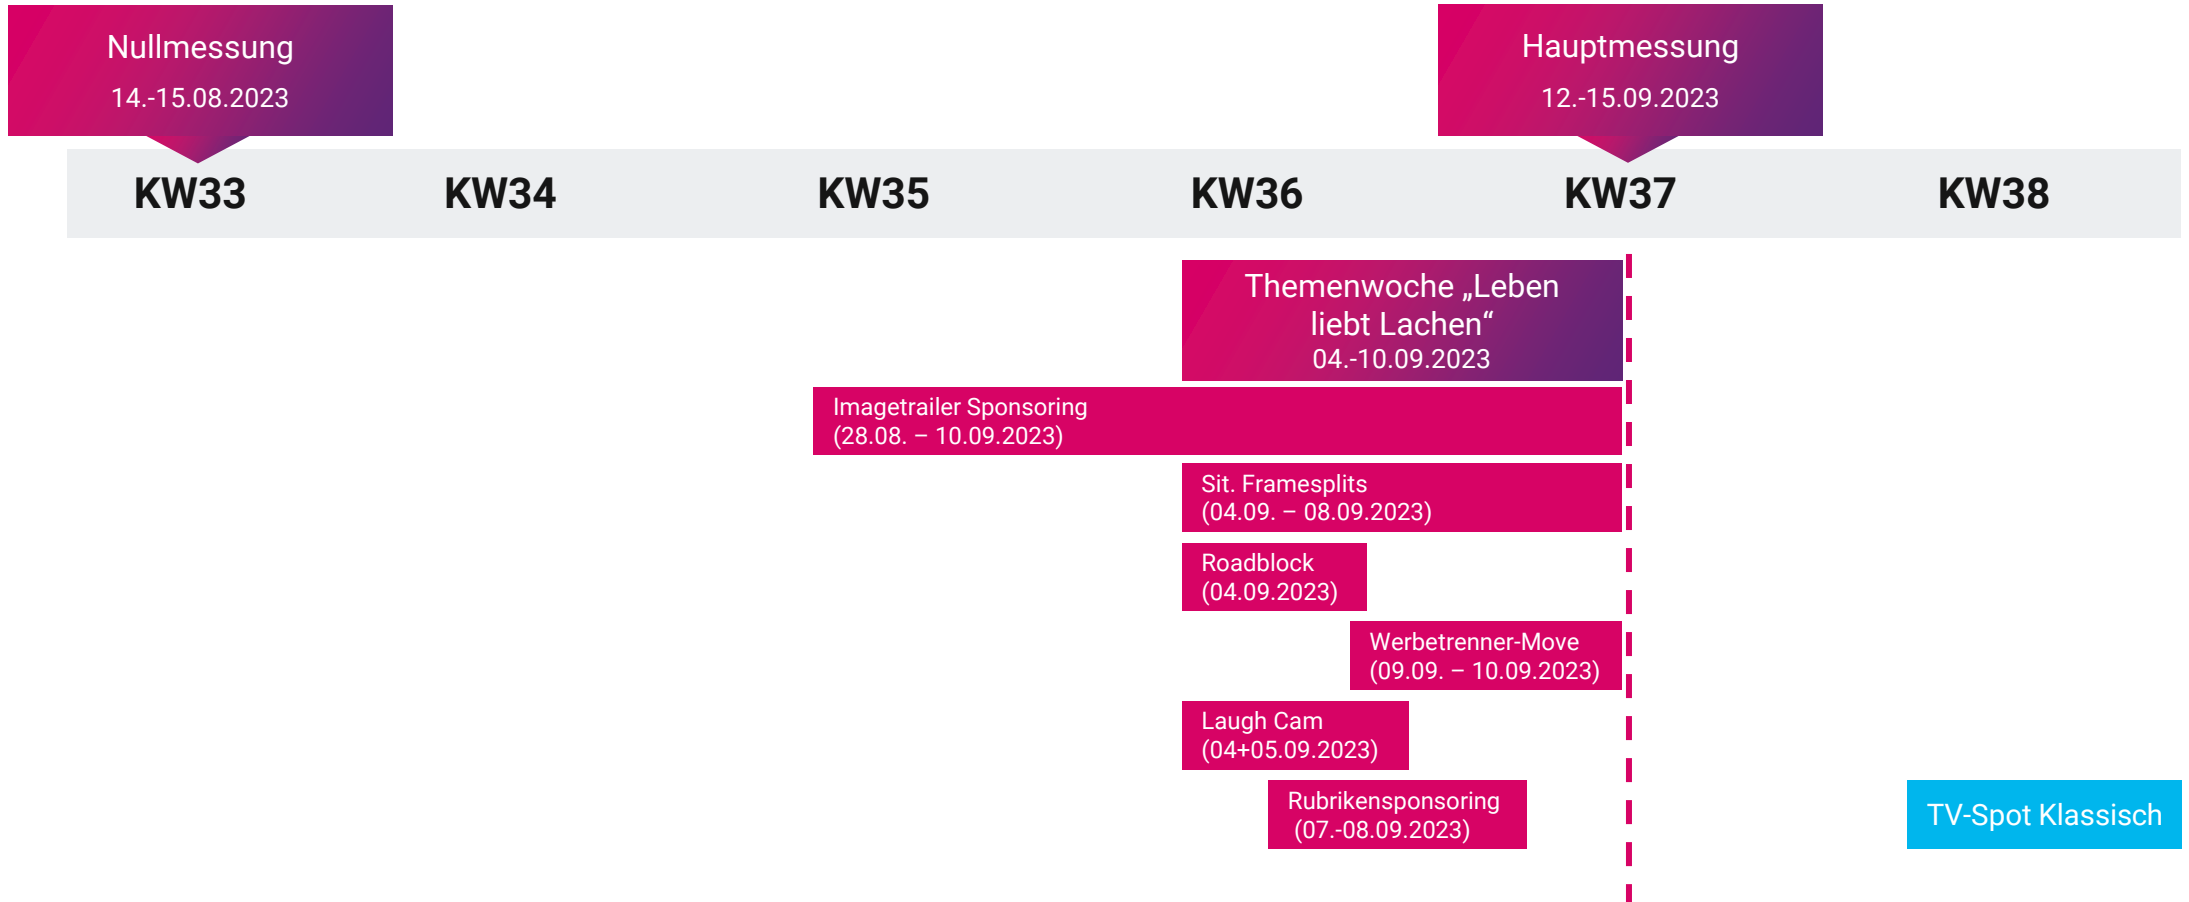 Nullmessung
14.-15.08.2023
Hauptmessung
12.-15.09.2023
KW33 KW34 KW35 KW36 KW37 KW38
Themenwoche „Leben
liebt Lachen“
04.-10.09.2023
Imagetrailer Sponsoring
(28.08. – 10.09.2023)
Sit. Framesplits
(04.09. – 08.09.2023)
Roadblock
(04.09.2023)
Werbetrenner-Move
(09.09. – 10.09.2023)
Laugh Cam
(04+05.09.2023)
Rubrikensponsoring
(07.-08.09.2023)
TV-Spot Klassisch